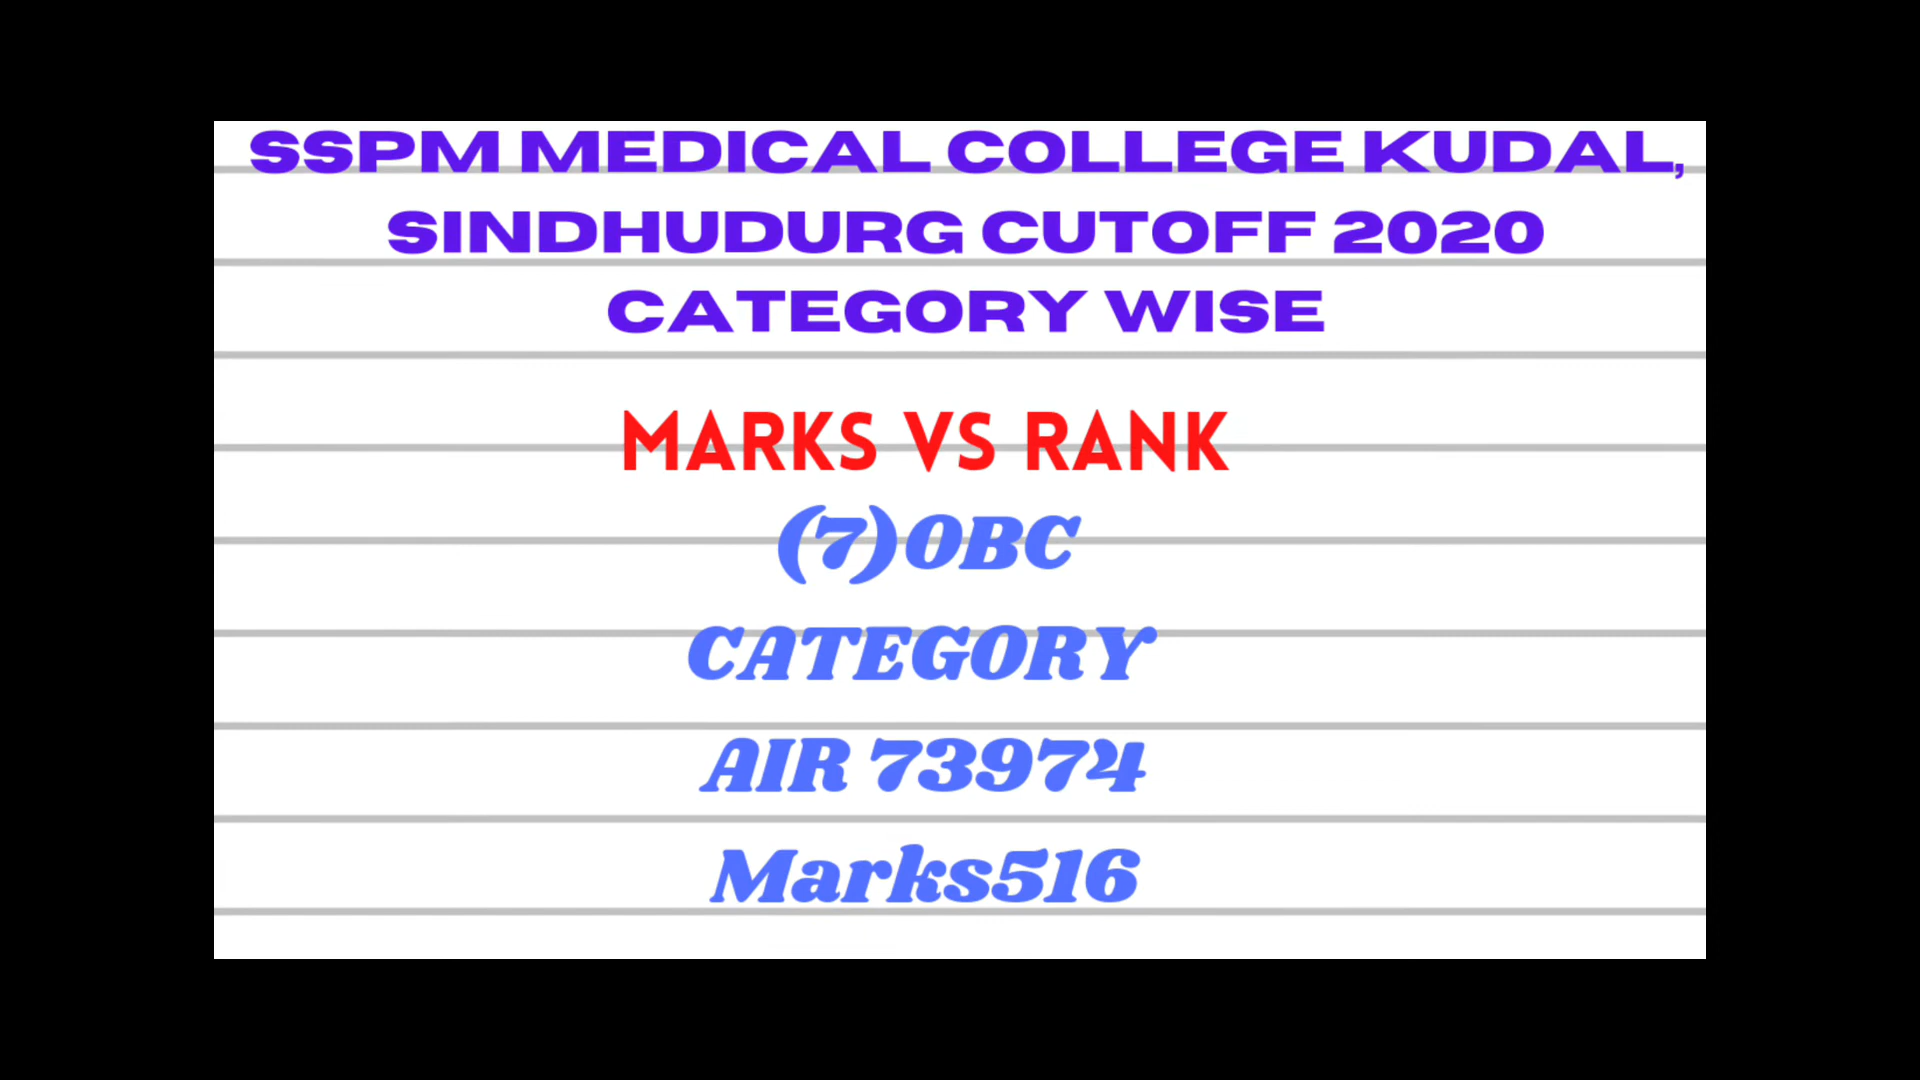 SSPM MEDICAL COLLEGE KUDAL,
SINDHUDURG CUTOFF 2020
CATEGORY WISE
MARKS VS RANK
(7)OBC
CATEGORY
AIR 73974
Marks516